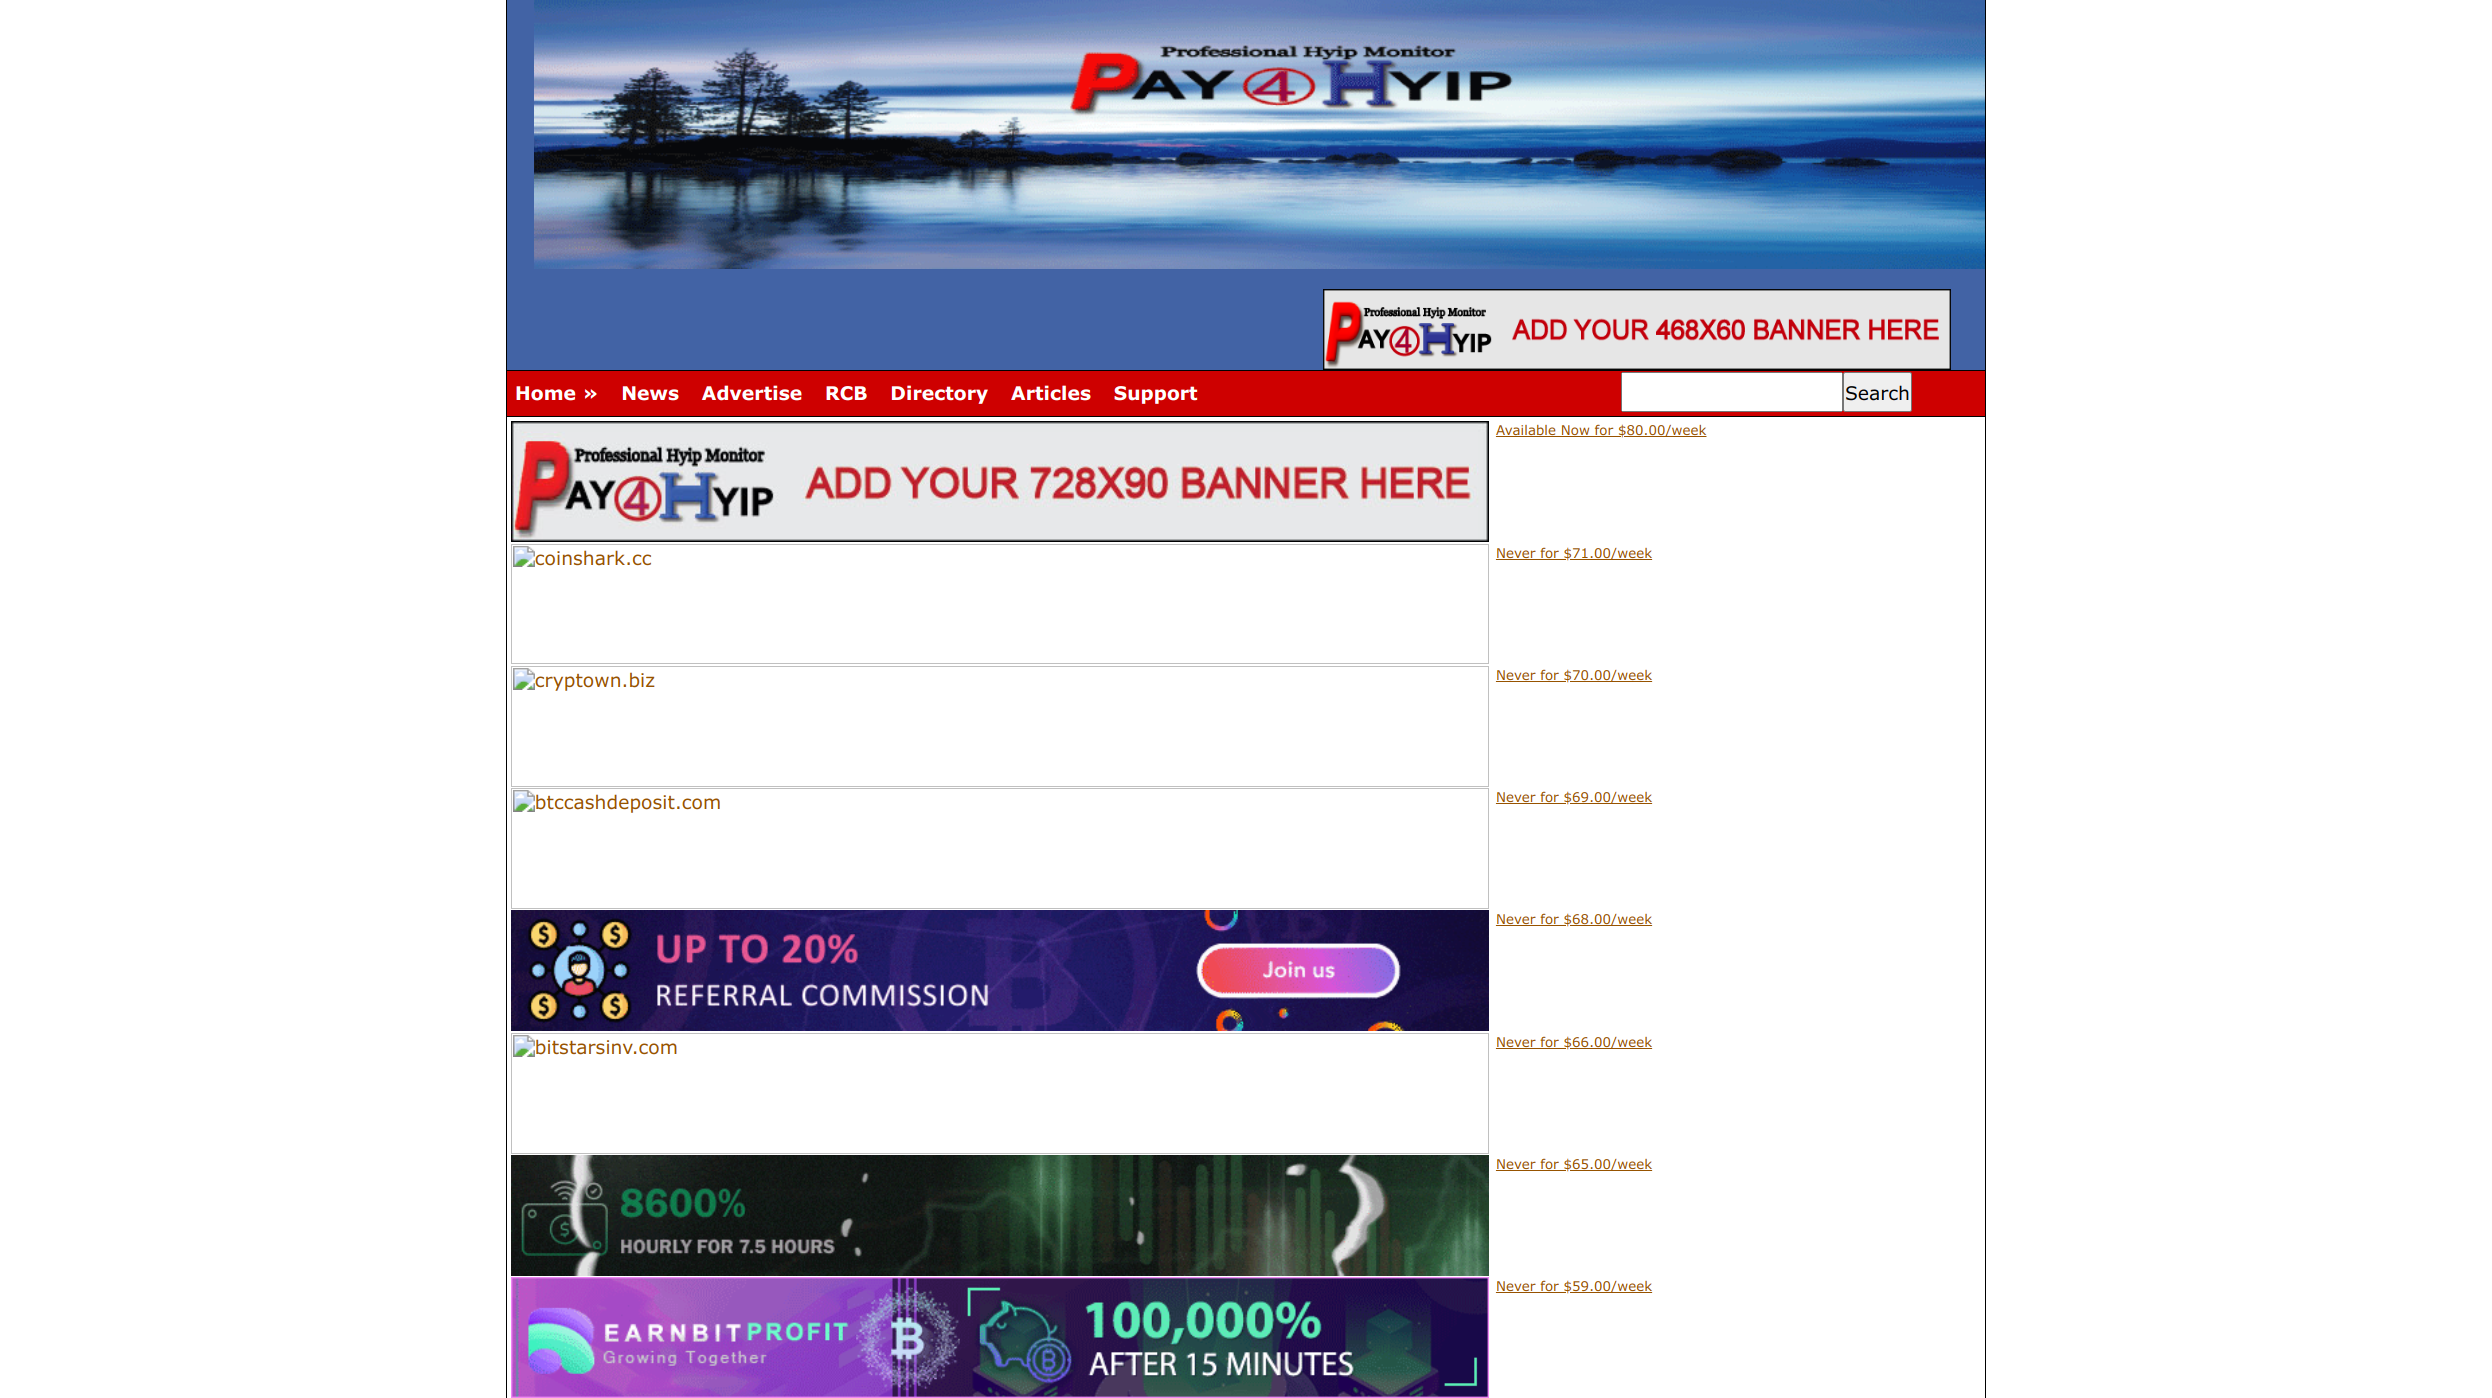 Professional Hyip Monitor
PAY4HYIP
Professional Hyip Monitor
PAY4HYIP
ADD YOUR 468X60 BANNER HERE
Home » News Advertise RCB Directory Articles Support Search
Professional Hyip Monitor
PAY4HYIP
ADD YOUR 728X90 BANNER HERE
Available Now for $80.00/week
coinshark.cc
Never for $71.00/week
cryptown.biz
Never for $70.00/week
btccashdeposit.com
Never for $69.00/week
UP TO 20%
REFERRAL COMMISSION
Join us
Never for $68.00/week
bitstarsinv.com
Never for $66.00/week
8600%
HOURLY FOR 7.5 HOURS
Never for $65.00/week
EARNBITPROFIT
Growing Together
100,000%
AFTER 15 MINUTES
Never for $59.00/week